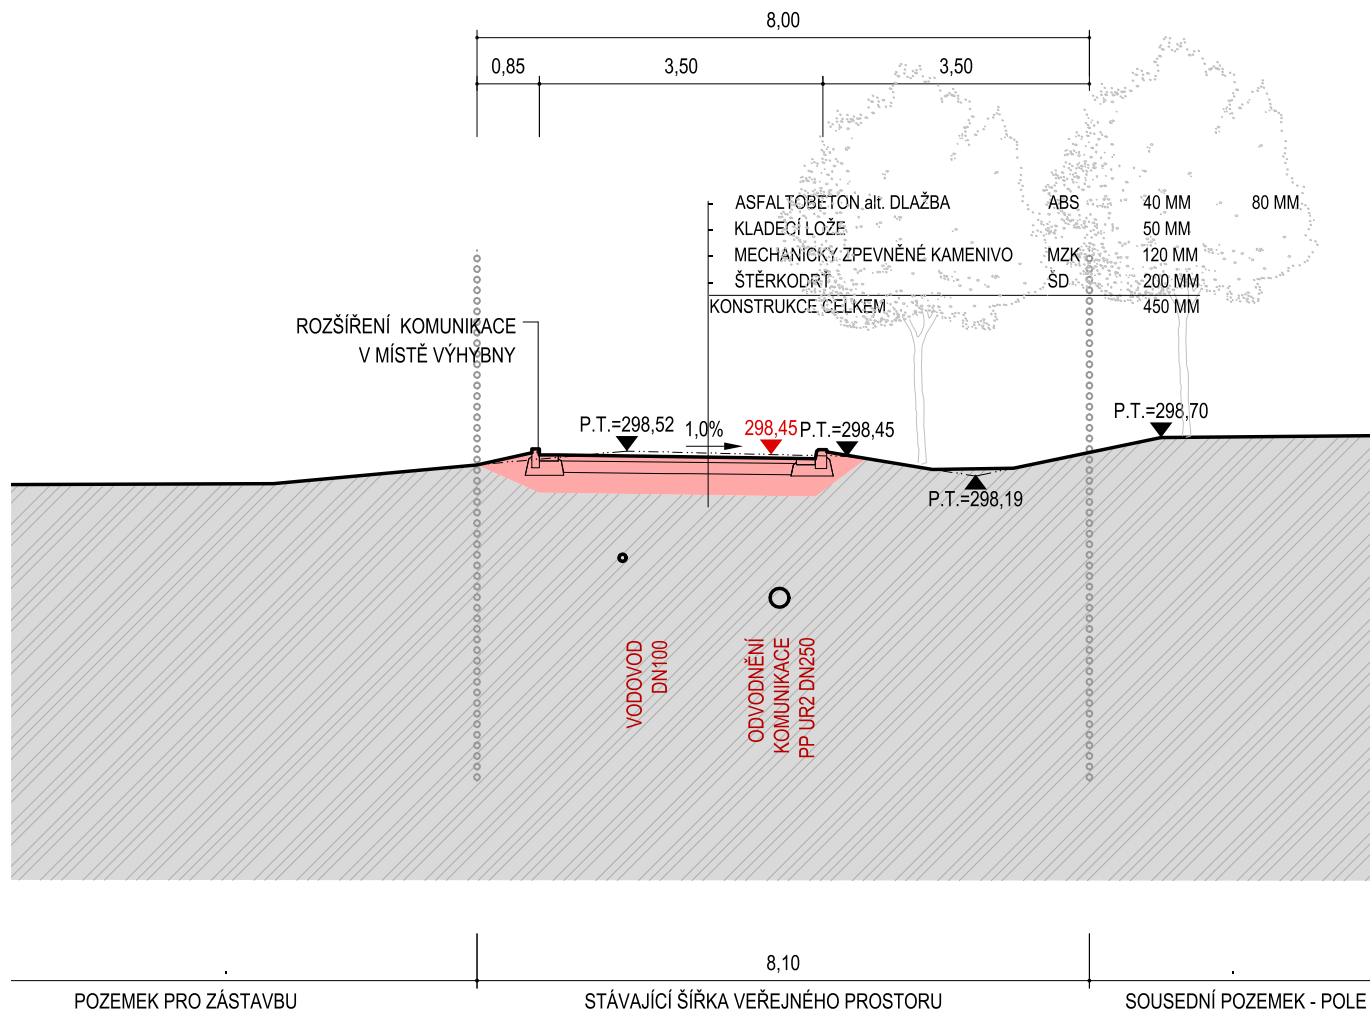 8,00
0,85 3,50 3,50
- ASFALTOBETON alt. DLAŽBA ABS 40 MM 80 MM
- KLADECÍ LOŽE 50 MM
- MECHANICKY ZPEVNĚNÉ KAMENIVO MZK 120 MM
- ŠTĚRKODRŤ ŠD 200 MM
KONSTRUKCE CELKEM 450 MM
ROZŠÍŘENÍ KOMUNIKACE
V MÍSTĚ VÝHYBNY
P.T.=298,52 1,0% 298,45 P.T.=298,45 P.T.=298,70
P.T.=298,19
VODOVOD
DN100
ODVODNĚNÍ
KOMUNIKACE
PP UR2 DN250
8,10
POZEMEK PRO ZÁSTAVBU STÁVAJÍCÍ ŠÍŘKA VEŘEJNÉHO PROSTORU SOUSEDNÍ POZEMEK - POLE